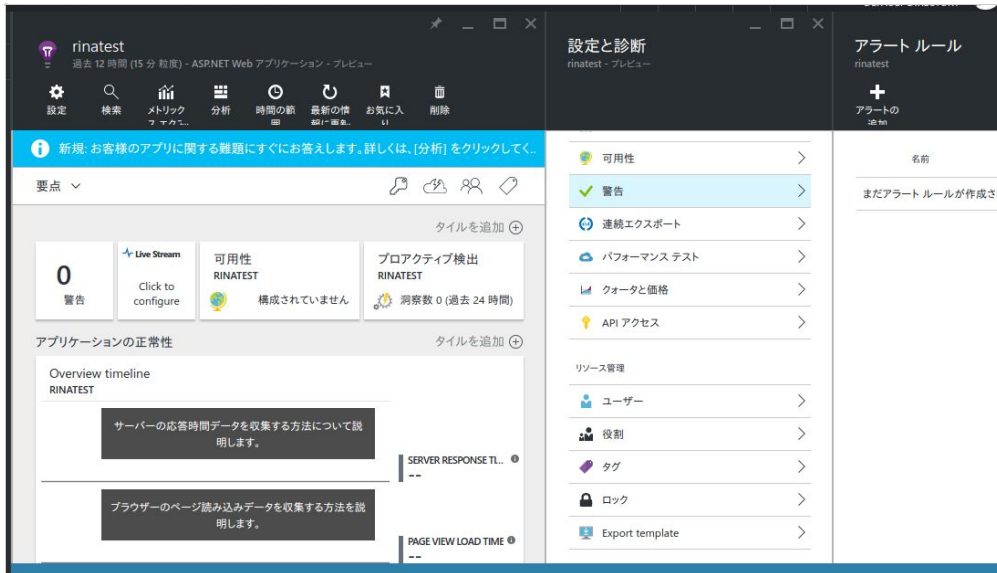 rinatest
過去 12 時間 (15 分 粒度) - ASP.NET Web アプリケーション - プレビュー
設定
検索
メトリック
ス エクス...
分析
時間の範
囲
最新の情
報に更新
お気に入
り
削除
新規: お客様のアプリに関する難題にすぐにお答えします。詳しくは、[分析] をクリックしてく..
要点
タイルを追加
0
警告
Live Stream
Click to
configure
可用性
RINATEST
構成されていません
プロアクティブ検出
RINATEST
洞察数 0 (過去 24 時間)
アプリケーションの正常性
タイルを追加
Overview timeline
RINATEST
サーバーの応答時間データを収集する方法について説
明します。
SERVER RESPONSE TI...
--
ブラウザーのページ読み込みデータを収集する方法を説
明します。
PAGE VIEW LOAD TIME
--
設定と診断
rinatest - プレビュー
可用性
警告
連続エクスポート
パフォーマンス テスト
クォータと価格
API アクセス
リソース管理
ユーザー
役割
タグ
ロック
Export template
アラート ルール
rinatest
アラートの
追加
名前
まだアラート ルールが作成さ